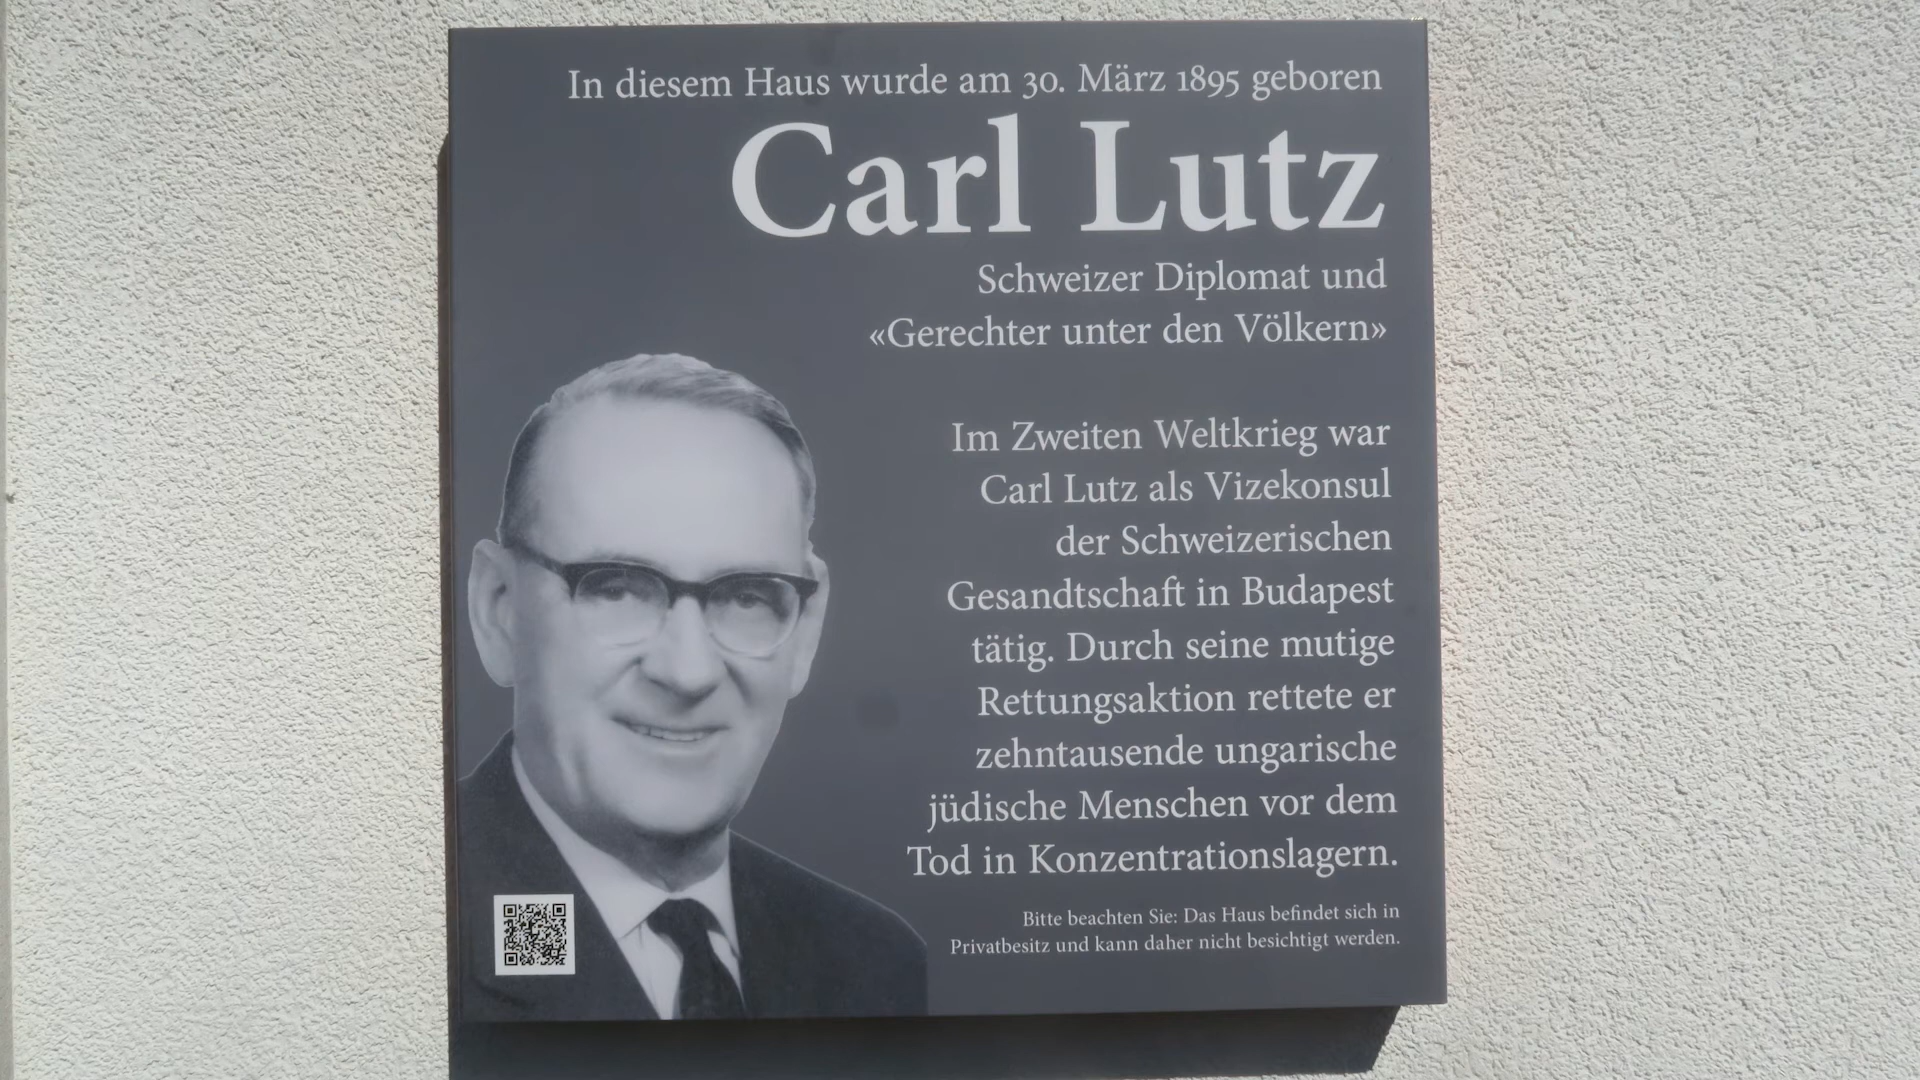 In diesem Haus wurde am 30. März 1895 geboren
Carl Lutz
Schweizer Diplomat und
«Gerechter unter den Völkern»
Im Zweiten Weltkrieg war
Carl Lutz als Vizekonsul
der Schweizerischen
Gesandtschaft in Budapest
tätig. Durch seine mutige
Rettungsaktion rettete er
zehntausende ungarische
jüdische Menschen vor dem
Tod in Konzentrationslagern.
Bitte beachten Sie: Das Haus befindet sich in
Privatbesitz und kann daher nicht besichtigt werden.